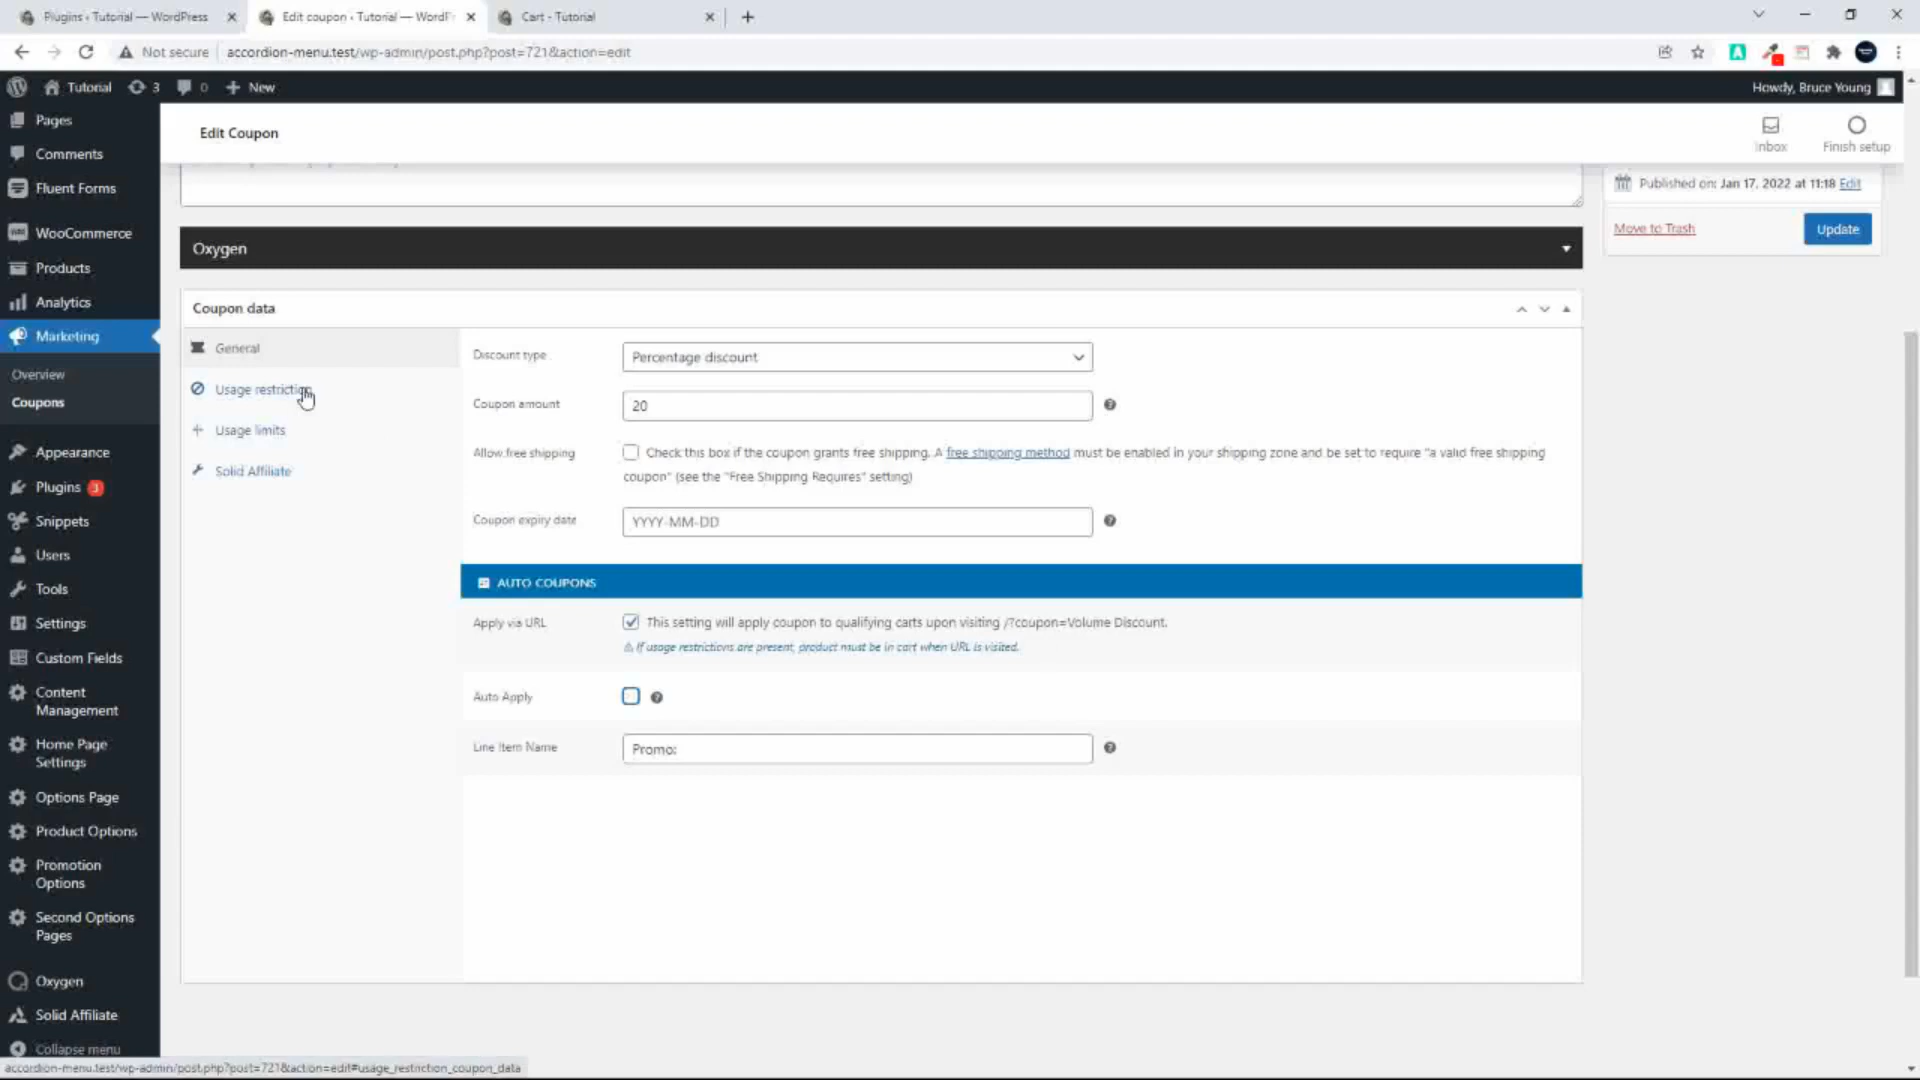 Plugins ‹ Tutorial — WordPress
Edit coupon ‹ Tutorial — WordPr
Cart - Tutorial
Not secure
accordion-menu.test/wp-admin/post.php?post=721&action=edit
Tutorial
3
0
New
Howdy, Bruce Young
Pages
Comments
Fluent Forms
WooCommerce
Products
Analytics
Marketing
Overview
Coupons
Appearance
Plugins 3
Snippets
Users
Tools
Settings
Custom Fields
Content
Management
Home Page
Settings
Options Page
Product Options
Promotion
Options
Second Options
Pages
Oxygen
Solid Affiliate
Collapse menu
Edit Coupon
Inbox
Finish setup
Published on: Jan 17, 2022 at 11:18 Edit
Move to Trash
Update
Oxygen
Coupon data
General
Usage restriction
Usage limits
Solid Affiliate
Discount type
Percentage discount
Coupon amount
20
Allow free shipping
Check this box if the coupon grants free shipping. A free shipping method must be enabled in your shipping zone and be set to require "a valid free shipping
coupon" (see the "Free Shipping Requires" setting)
Coupon expiry date
YYYY-MM-DD
AUTO COUPONS
Apply via URL
This setting will apply coupon to qualifying carts upon visiting /?coupon=Volume Discount.
⚠ If usage restrictions are present, product must be in cart when URL is visited.
Auto Apply
Line Item Name
Promo:
accordion-menu.test/wp-admin/post.php?post=721&action=edit#usage_restriction_coupon_data